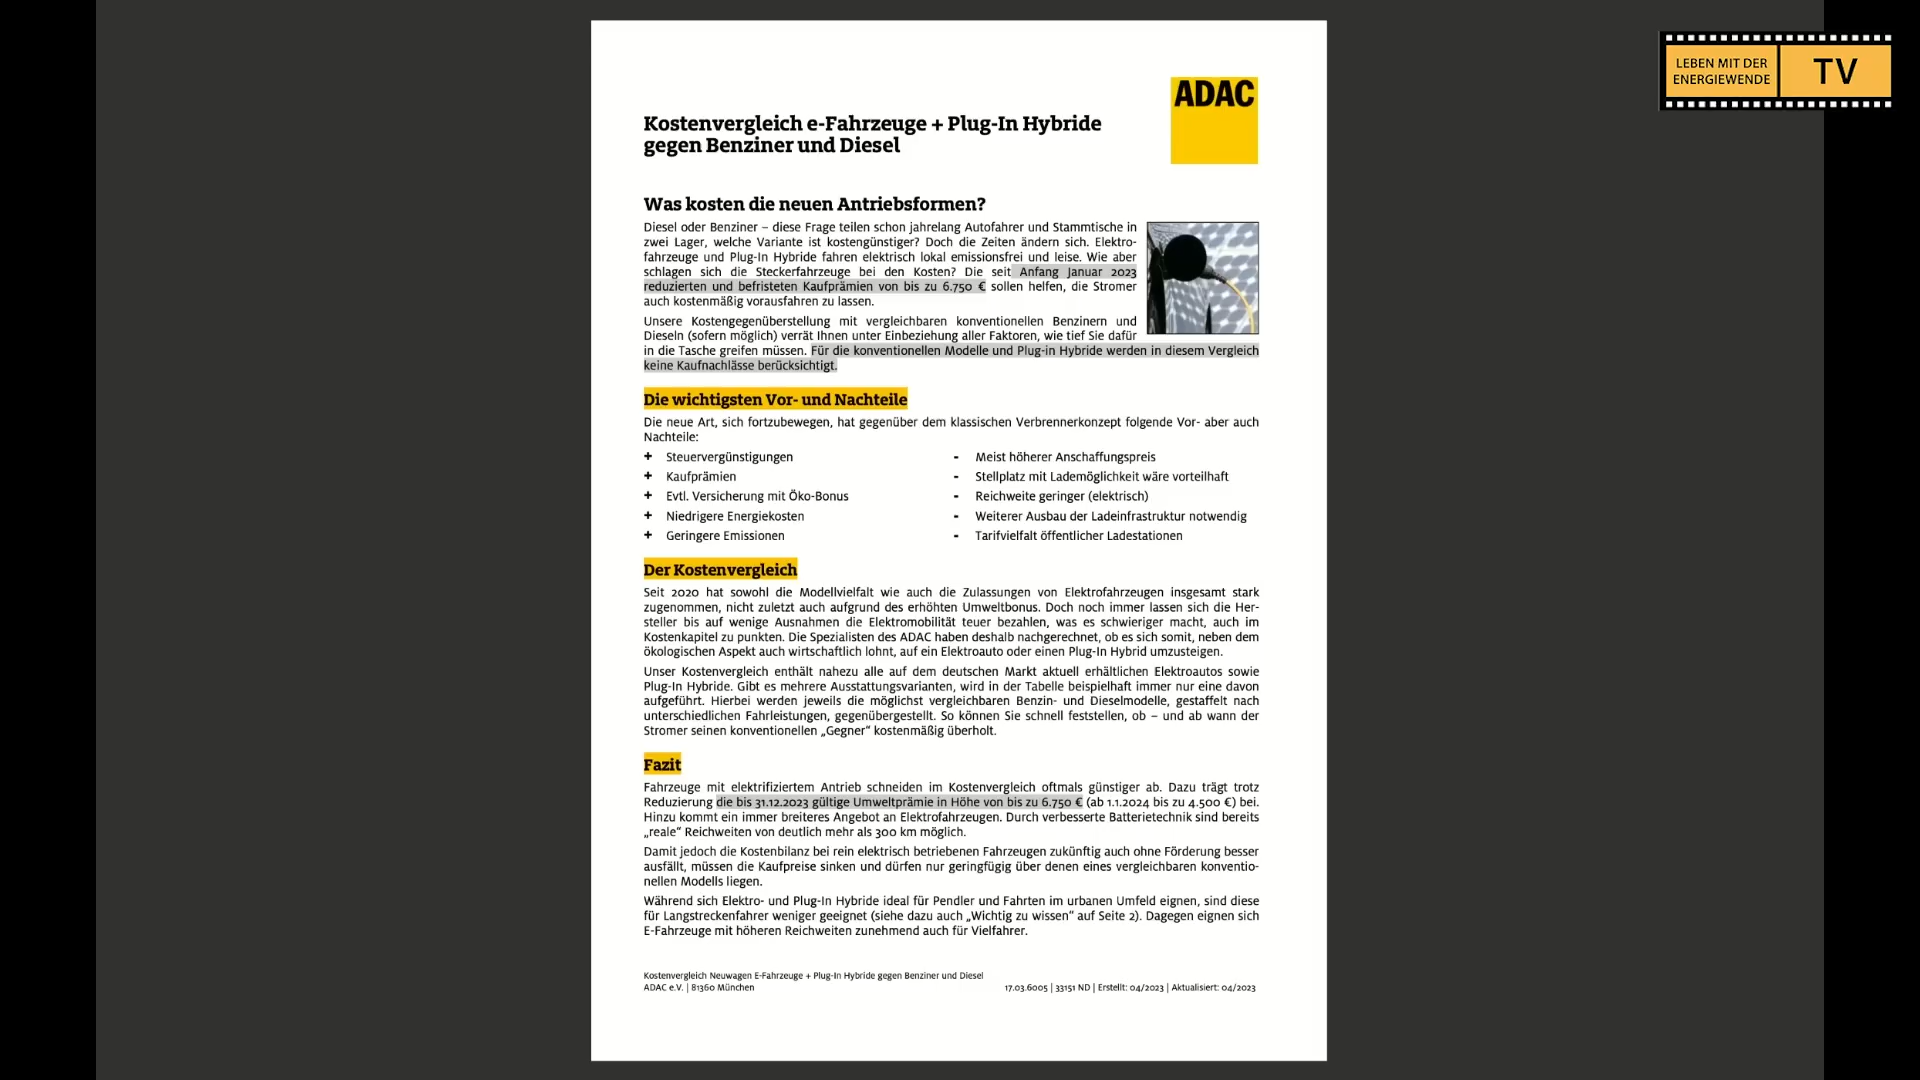 LEBEN MIT DER
ENERGIEWENDE
TV
ADAC
Kostenvergleich e-Fahrzeuge + Plug-In Hybride
gegen Benziner und Diesel
Was kosten die neuen Antriebsformen?
Diesel oder Benziner – diese Frage teilen schon jahrelang Autofahrer und Stammtische in
zwei Lager, welche Variante ist kostengünstiger? Doch die Zeiten ändern sich. Elektro-
fahrzeuge und Plug-In Hybride fahren elektrisch lokal emissionsfrei und leise. Wie aber
schlagen sich die Steckerfahrzeuge bei den Kosten? Die seit Anfang Januar 2023
reduzierten und befristeten Kaufprämien von bis zu 6.750 € sollen helfen, die Stromer
auch kostenmäßig vorausfahren zu lassen.
Unsere Kostengegenüberstellung mit vergleichbaren konventionellen Benzinern und
Dieseln (sofern möglich) verrät Ihnen unter Einbeziehung aller Faktoren, wie tief Sie dafür
in die Tasche greifen müssen. Für die konventionellen Modelle und Plug-in Hybride werden in diesem Vergleich
keine Kaufnachlässe berücksichtigt.
Die wichtigsten Vor- und Nachteile
Die neue Art, sich fortzubewegen, hat gegenüber dem klassischen Verbrennerkonzept folgende Vor- aber auch
Nachteile:
+ Steuervergünstigungen
+ Kaufprämien
+ Evtl. Versicherung mit Öko-Bonus
+ Niedrigere Energiekosten
+ Geringere Emissionen
- Meist höherer Anschaffungspreis
- Stellplatz mit Lademöglichkeit wäre vorteilhaft
- Reichweite geringer (elektrisch)
- Weiterer Ausbau der Ladeinfrastruktur notwendig
- Tarifvielfalt öffentlicher Ladestationen
Der Kostenvergleich
Seit 2020 hat sowohl die Modellvielfalt wie auch die Zulassungen von Elektrofahrzeugen insgesamt stark
zugenommen, nicht zuletzt auch aufgrund des erhöhten Umweltbonus. Doch noch immer lassen sich die Her-
steller bis auf wenige Ausnahmen die Elektromobilität teuer bezahlen, was es schwieriger macht, auch im
Kostenkapitel zu punkten. Die Spezialisten des ADAC haben deshalb nachgerechnet, ob es sich somit, neben dem
ökologischen Aspekt auch wirtschaftlich lohnt, auf ein Elektroauto oder einen Plug-In Hybrid umzusteigen.
Unser Kostenvergleich enthält nahezu alle auf dem deutschen Markt aktuell erhältlichen Elektroautos sowie
Plug-In Hybride. Gibt es mehrere Ausstattungsvarianten, wird in der Tabelle beispielhaft immer nur eine davon
aufgeführt. Hierbei werden jeweils die möglichst vergleichbaren Benzin- und Dieselmodelle, gestaffelt nach
unterschiedlichen Fahrleistungen, gegenübergestellt. So können Sie schnell feststellen, ob – und ab wann der
Stromer seinen konventionellen „Gegner“ kostenmäßig überholt.
Fazit
Fahrzeuge mit elektrifiziertem Antrieb schneiden im Kostenvergleich oftmals günstiger ab. Dazu trägt trotz
Reduzierung die bis 31.12.2023 gültige Umweltprämie in Höhe von bis zu 6.750 € (ab 1.1.2024 bis zu 4.500 €) bei.
Hinzu kommt ein immer breiteres Angebot an Elektrofahrzeugen. Durch verbesserte Batterietechnik sind bereits
„reale“ Reichweiten von deutlich mehr als 300 km möglich.
Damit jedoch die Kostenbilanz bei rein elektrisch betriebenen Fahrzeugen zukünftig auch ohne Förderung besser
ausfällt, müssen die Kaufpreise sinken und dürfen nur geringfügig über denen eines vergleichbaren konventio-
nellen Modells liegen.
Während sich Elektro- und Plug-In Hybride ideal für Pendler und Fahrten im urbanen Umfeld eignen, sind diese
für Langstreckenfahrer weniger geeignet (siehe dazu auch „Wichtig zu wissen“ auf Seite 2). Dagegen eignen sich
E-Fahrzeuge mit höheren Reichweiten zunehmend auch für Vielfahrer.
Kostenvergleich Neuwagen E-Fahrzeuge + Plug-In Hybride gegen Benziner und Diesel
ADAC e.V. | 81360 München
17.03.6005 | 33151 ND | Erstellt: 04/2023 | Aktualisiert: 04/2023